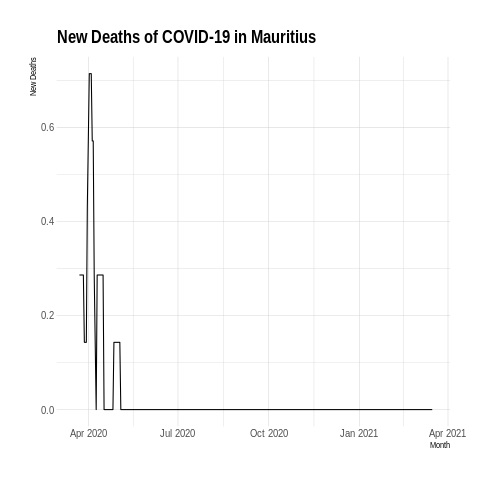 New Deaths of COVID-19 in Mauritius
New Deaths
0.6
0.4
0.2
0.0
Apr 2020 Jul 2020 Oct 2020 Jan 2021 Apr 2021
Month